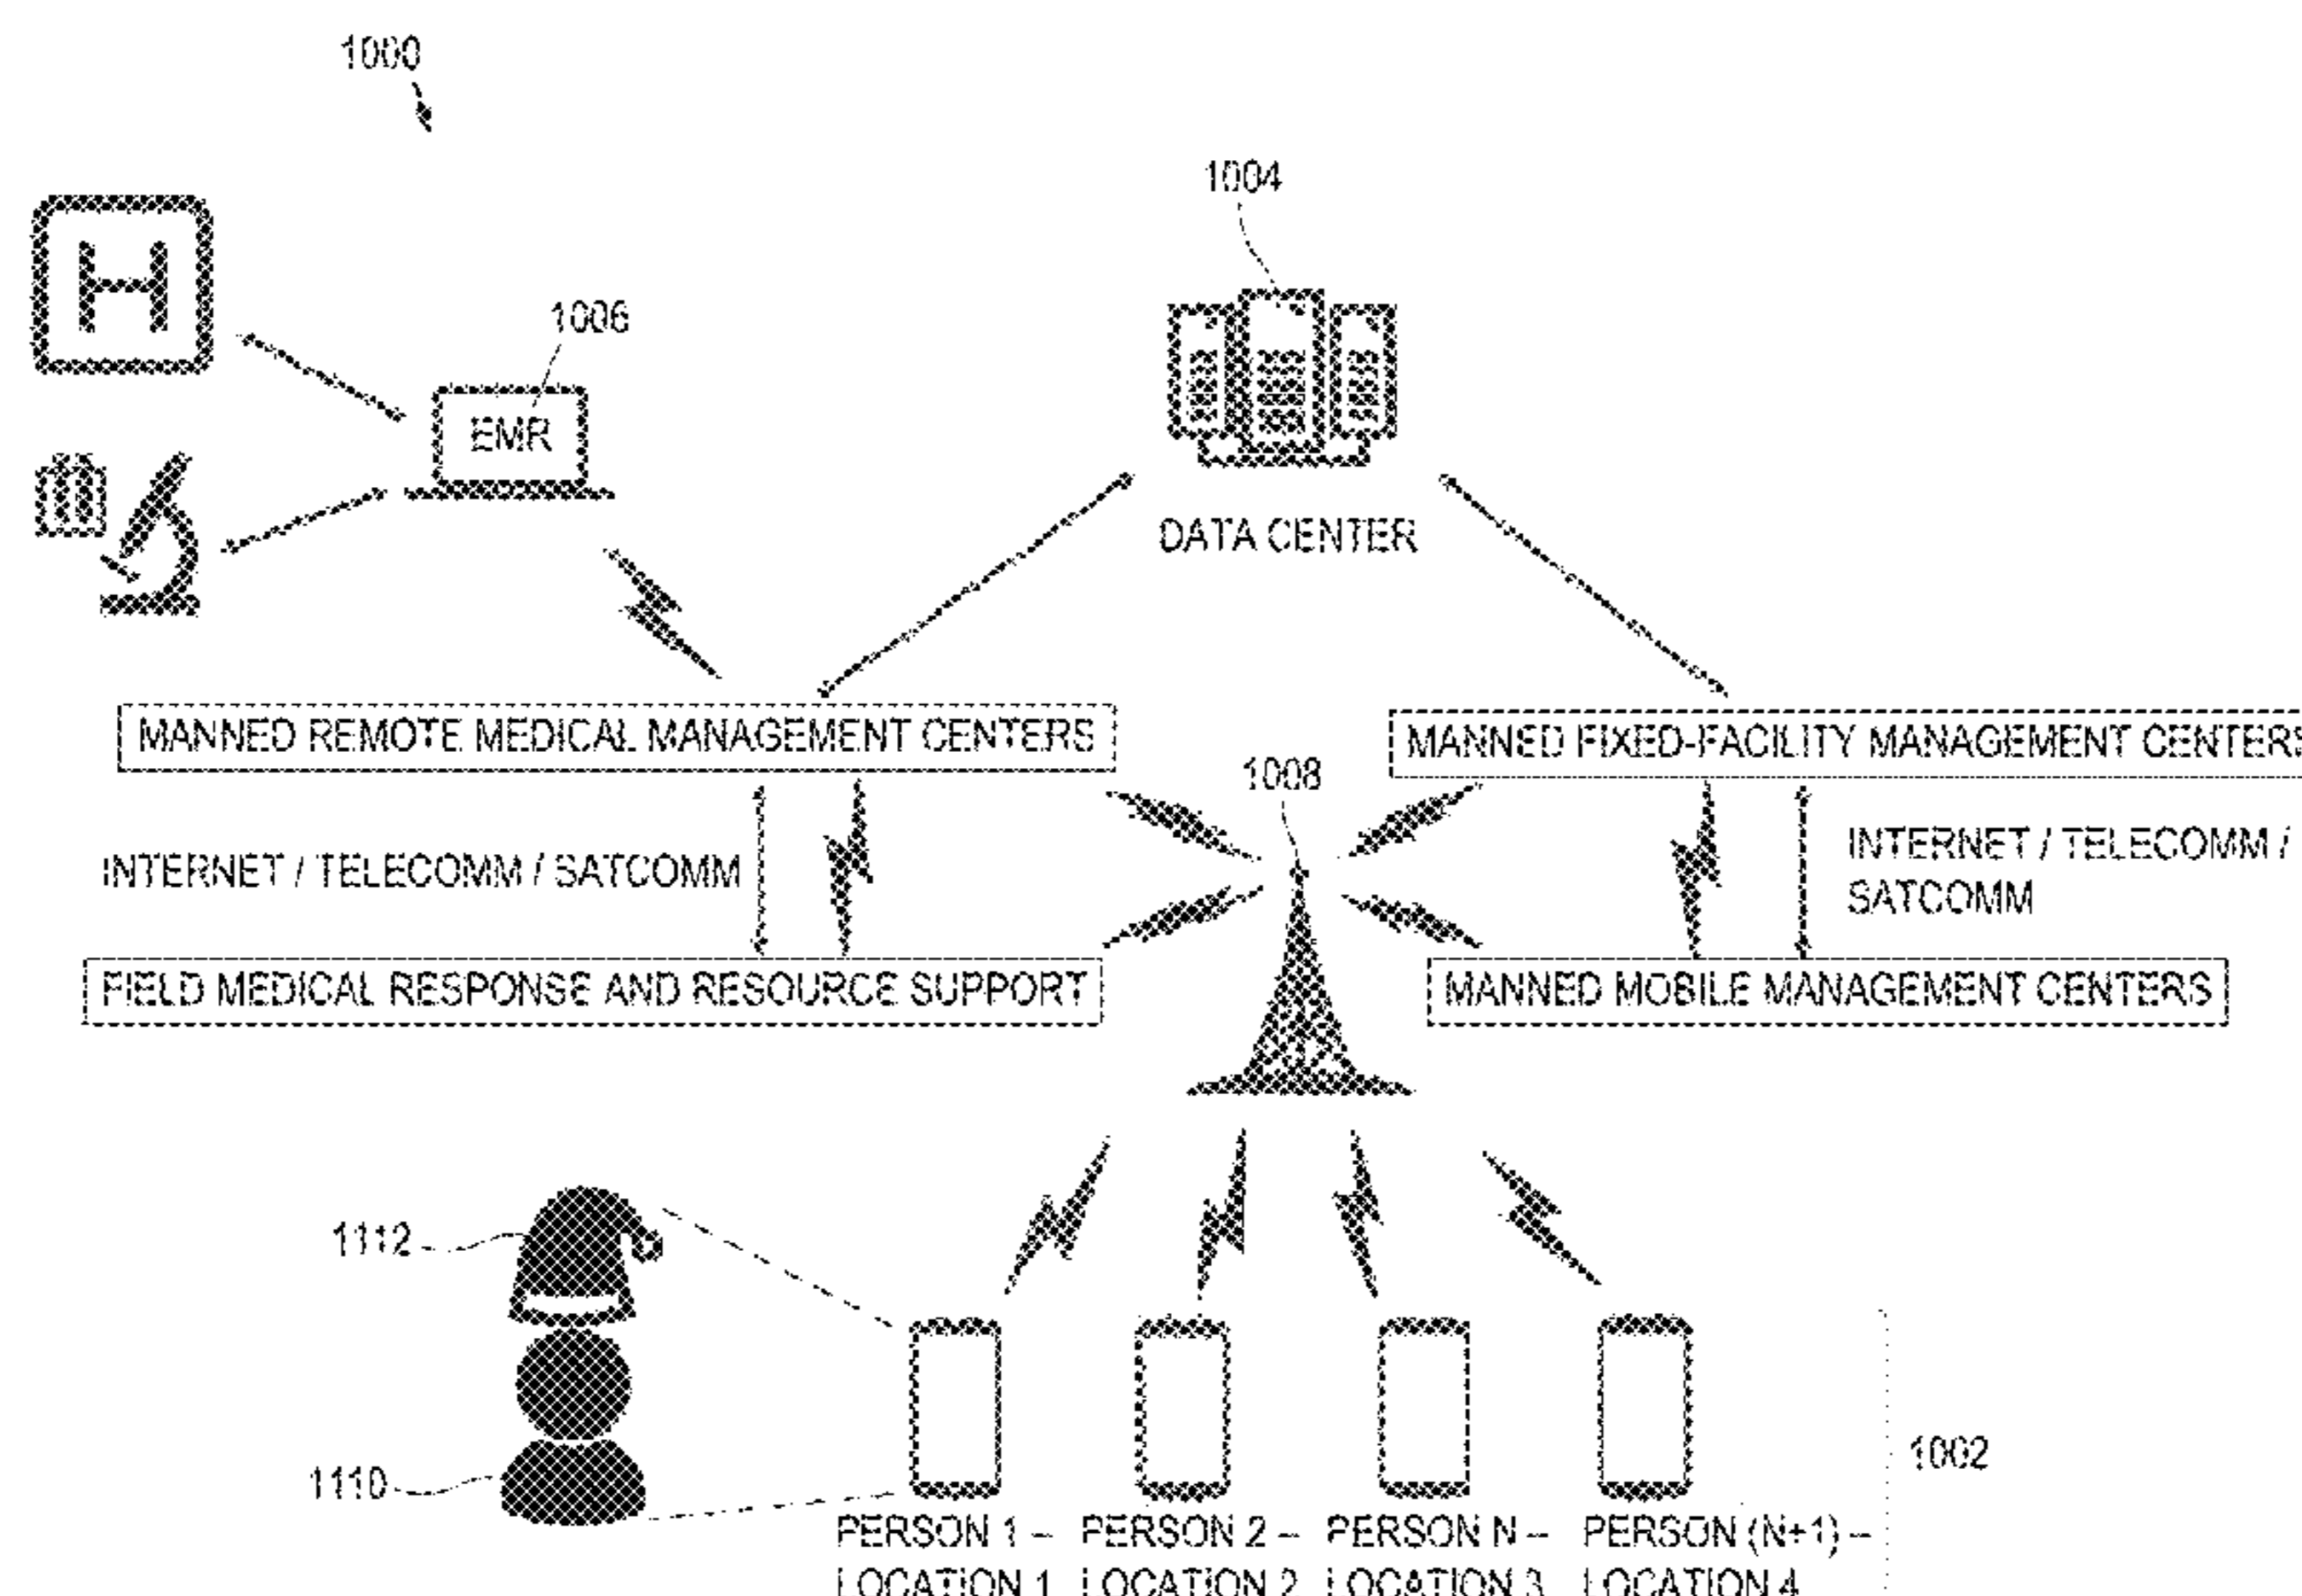 1000
1004
H
1006
EMR
DATA CENTER
MANNED REMOTE MEDICAL MANAGEMENT CENTERS
MANNED FIXED-FACILITY MANAGEMENT CENTERS
1008
INTERNET / TELECOMM / SATCOMM
INTERNET / TELECOMM /
SATCOMM
FIELD MEDICAL RESPONSE AND RESOURCE SUPPORT
MANNED MOBILE MANAGEMENT CENTERS
1112
1002
1110
PERSON 1 – PERSON 2 – PERSON N – PERSON (N+1) –
LOCATION 1 LOCATION 2 LOCATION 3 LOCATION 4